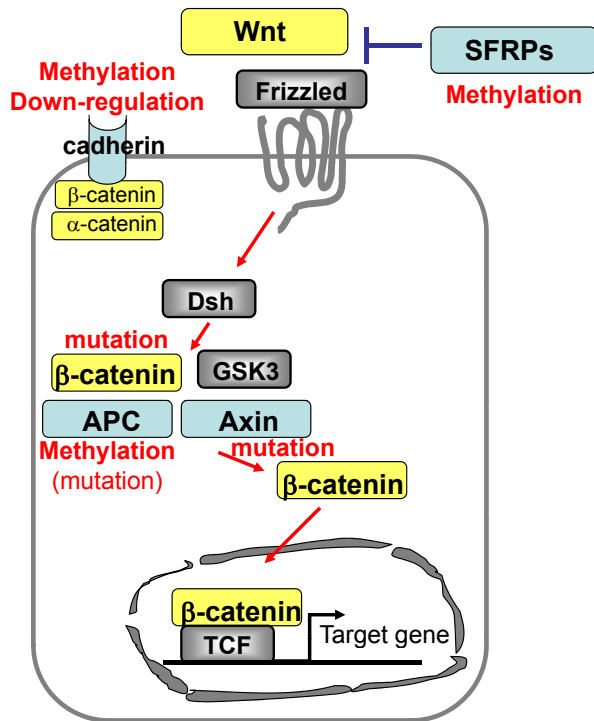 Wnt
SFRPs
Methylation
Methylation
Down-regulation
Frizzled
cadherin
β-catenin
α-catenin
Dsh
mutation
β-catenin
GSK3
APC
Axin
Methylation
(mutation)
mutation
β-catenin
β-catenin
TCF
Target gene